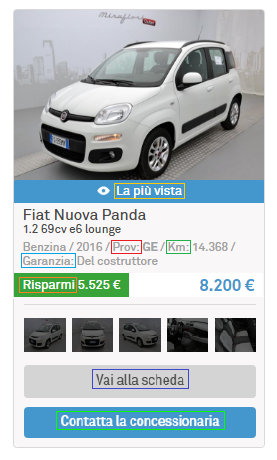 mirafiori
La più vista
Fiat Nuova Panda
1.2 69cv e6 lounge
Benzina / 2016 / Prov: GE / Km: 14.368 /
Garanzia: Del costruttore
Risparmi 5.525 € 8.200 €
Vai alla scheda
Contatta la concessionaria